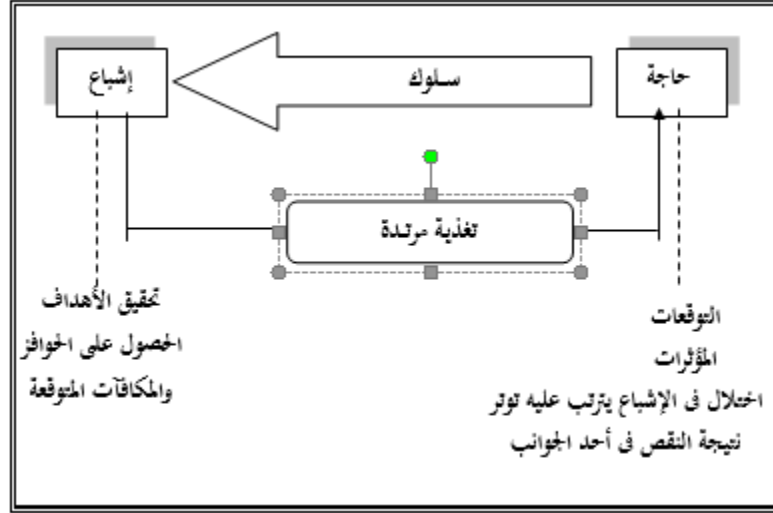 حاجة
سلوك
إشباع
تغذية مرتدة
التوقعات
المؤثرات
اختلال فى الإشباع يترتب عليه توتر
نتيجة النقص فى أحد الجوانب
تحقيق الأهداف
الحصول على الحوافز
والمكافآت المتوقعة